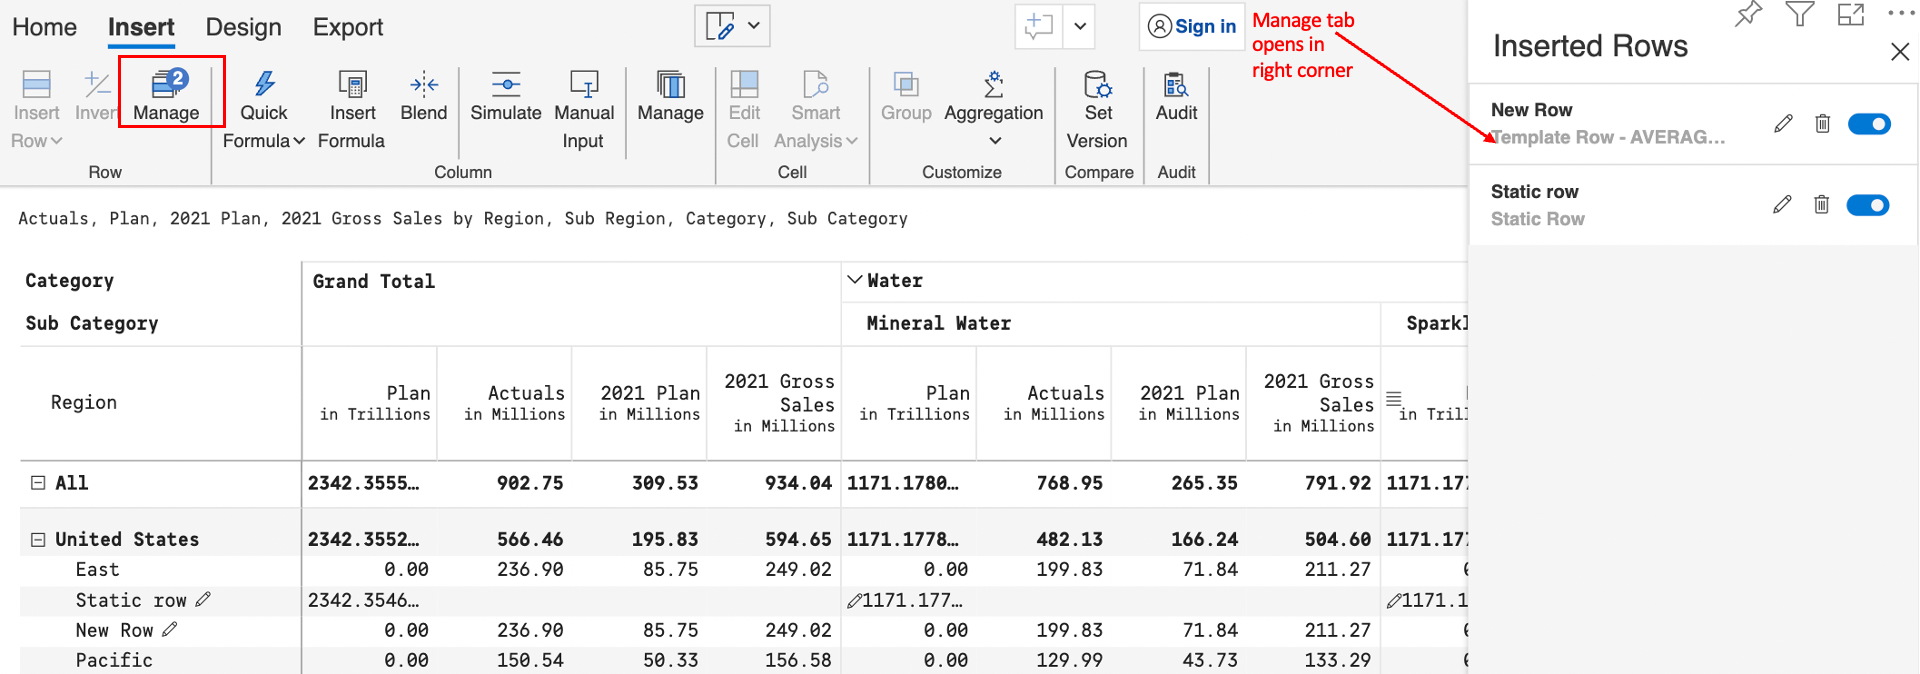 Home Insert Design Export
Sign in
Manage tab
opens in
right corner
Inserted Rows
Insert
Row
Inver
Manage
2
Quick
Formula
Insert
Formula
Blend
Simulate
Manual
Input
Manage
Edit
Cell
Smart
Analysis
Group
Aggregation
Set
Version
Audit
Row
Column
Cell
Customize
Compare
Audit
New Row
Template Row - AVERAG...
Static row
Static Row
Actuals, Plan, 2021 Plan, 2021 Gross Sales by Region, Sub Region, Category, Sub Category
Category Grand Total Water
Sub Category Mineral Water Sparkl
Region
Plan
in Trillions
Actuals
in Millions
2021 Plan
in Millions
2021 Gross
Sales
in Millions
Plan
in Trillions
Actuals
in Millions
2021 Plan
in Millions
2021 Gross
Sales
in Millions
in Tril
All 2342.3555… 902.75 309.53 934.04 1171.1780… 768.95 265.35 791.92 1171.177
United States 2342.3552… 566.46 195.83 594.65 1171.1778… 482.13 166.24 504.60 1171.177
East 0.00 236.90 85.75 249.02 0.00 199.83 71.84 211.27
Static row 2342.3546… 1171.177… 1171.1
New Row 0.00 236.90 85.75 249.02 0.00 199.83 71.84 211.27
Pacific 0.00 150.54 50.33 156.58 0.00 129.99 43.73 133.29